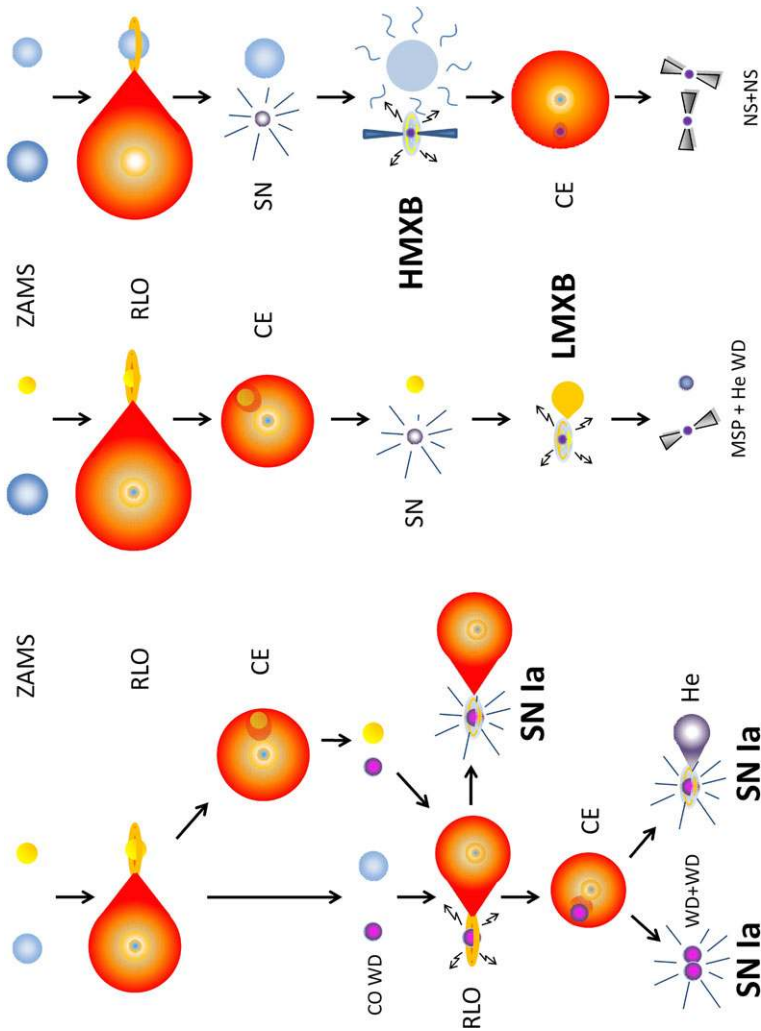 ZAMS
RLO
CE
CO WD
RLO
SN Ia
CE
WD+WD
SN Ia
He
SN Ia
ZAMS
RLO
CE
SN
LMXB
MSP + He WD
SN
HMXB
CE
NS+NS